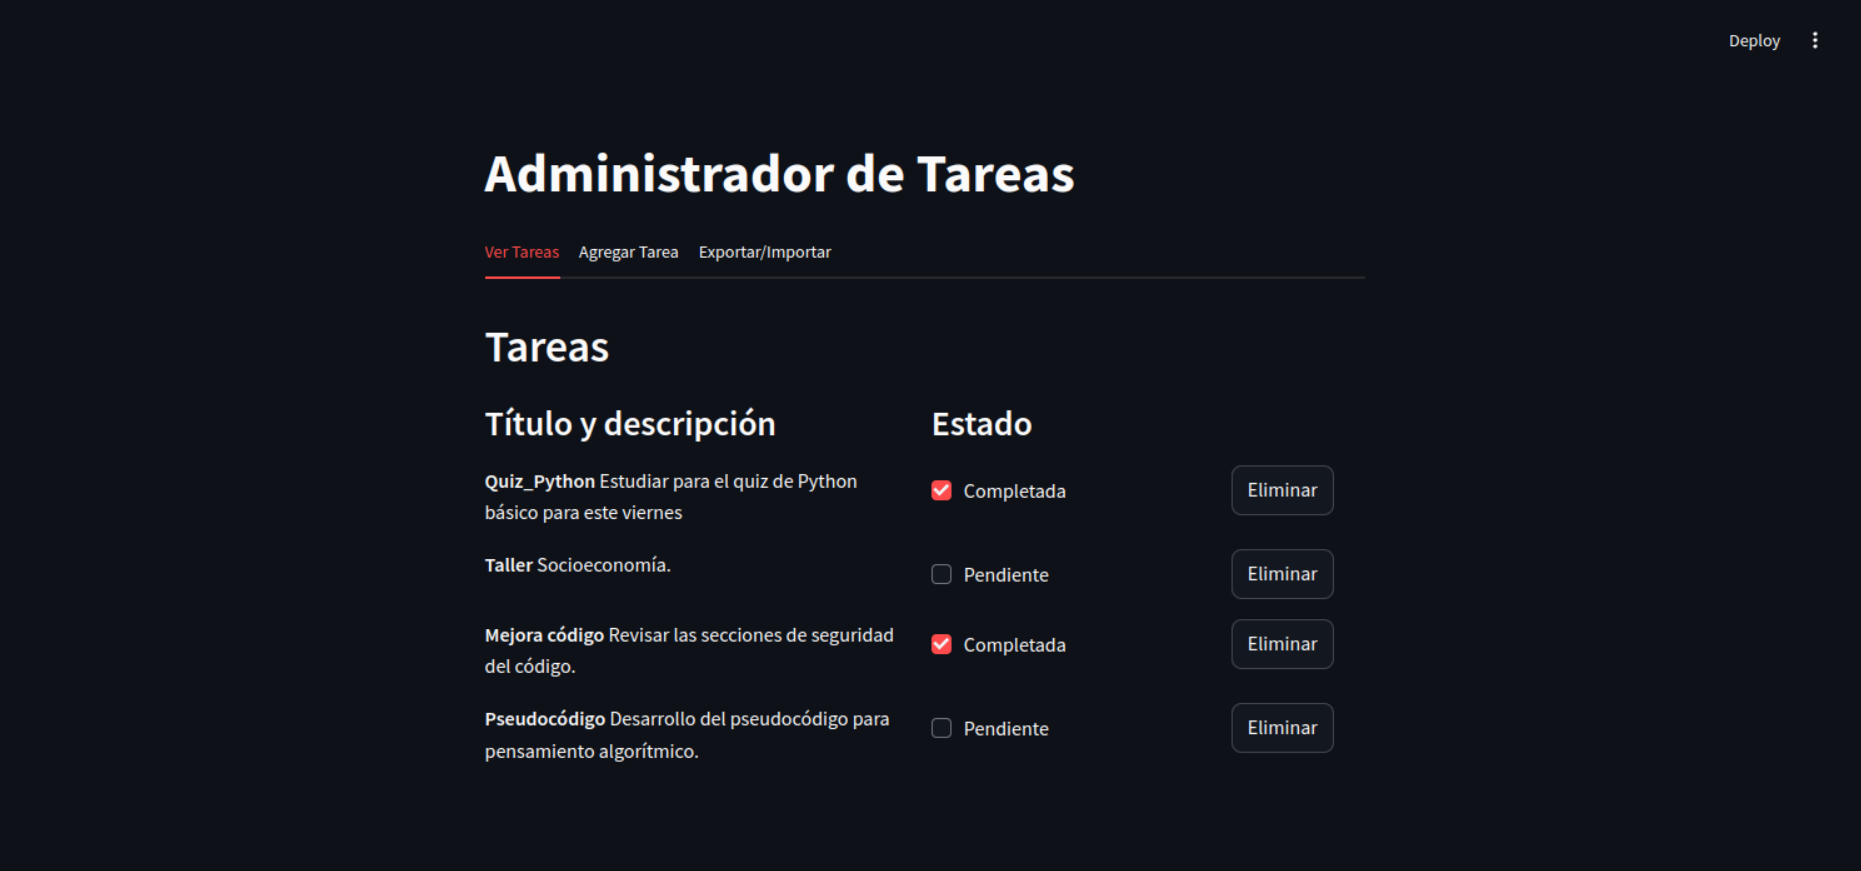 Deploy
Administrador de Tareas
Ver Tareas Agregar Tarea Exportar/Importar
Tareas
Título y descripción Estado
Quiz_Python Estudiar para el quiz de Python
básico para este viernes
Completada Eliminar
Taller Socioeconomía.
Pendiente Eliminar
Mejora código Revisar las secciones de seguridad
del código.
Completada Eliminar
Pseudocódigo Desarrollo del pseudocódigo para
pensamiento algorítmico.
Pendiente Eliminar